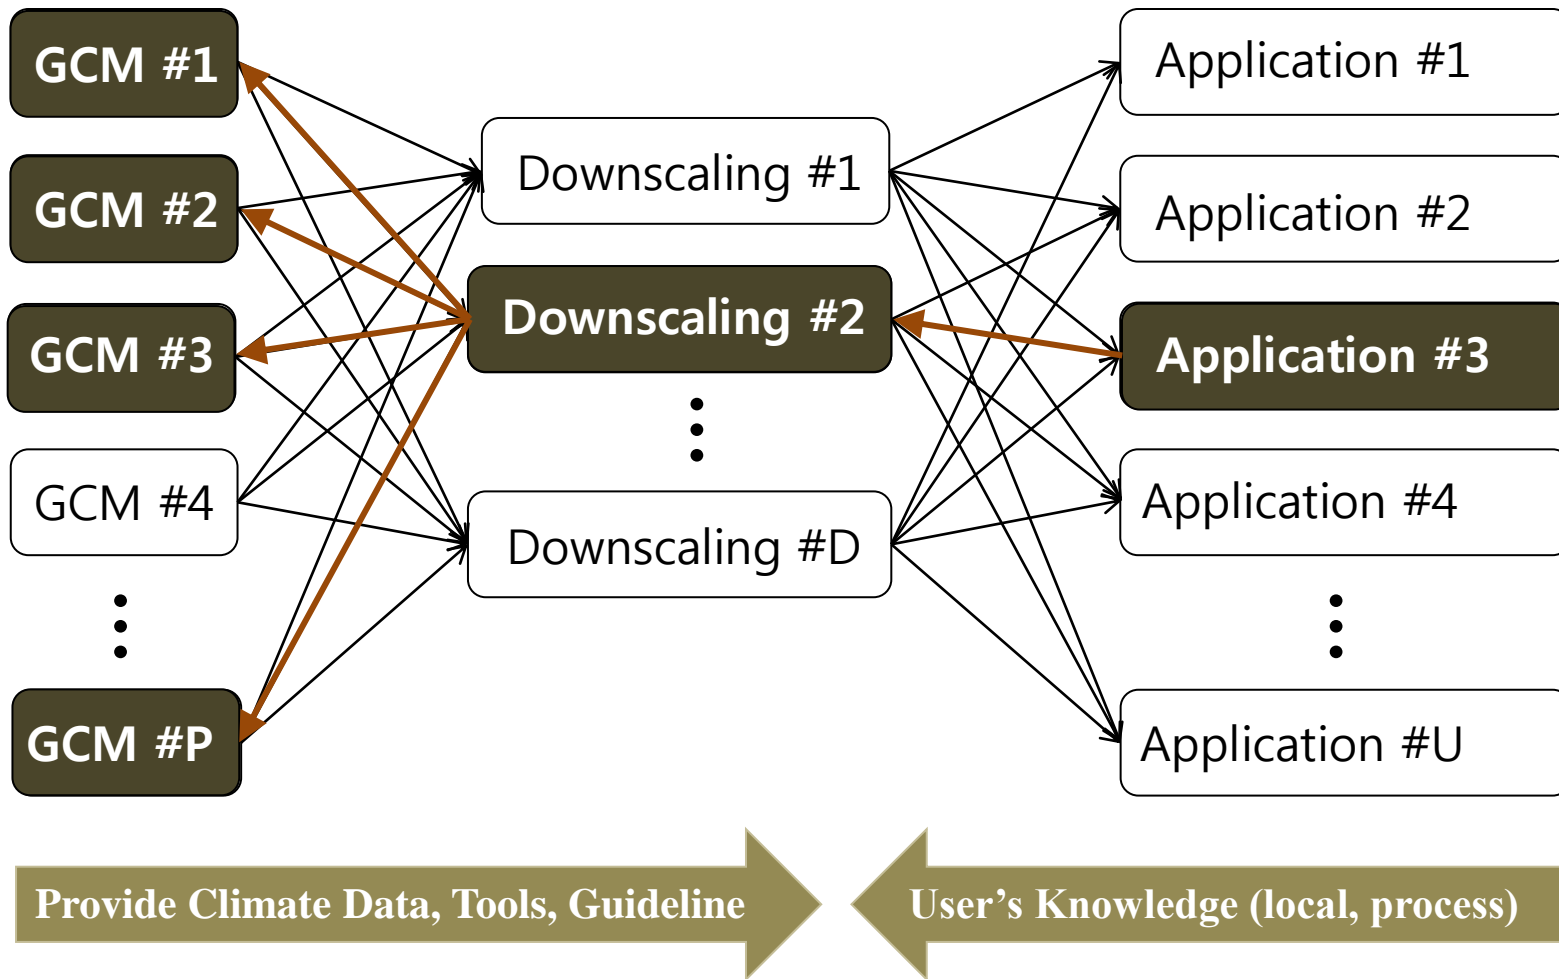 GCM #1
GCM #2
GCM #3
GCM #4
GCM #P
Downscaling #1
Downscaling #2
Downscaling #D
Application #1
Application #2
Application #3
Application #4
Application #U
Provide Climate Data, Tools, Guideline
User’s Knowledge (local, process)